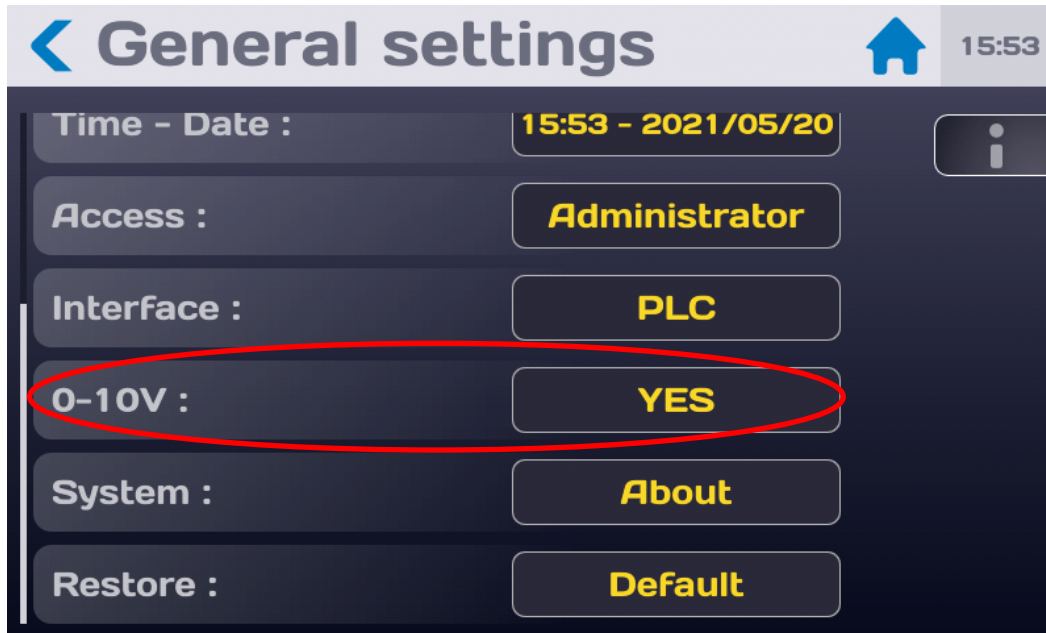 General settings
15:53
Time - Date : 15:53 - 2021/05/20
Access : Administrator
Interface : PLC
0-10V : YES
System : About
Restore : Default